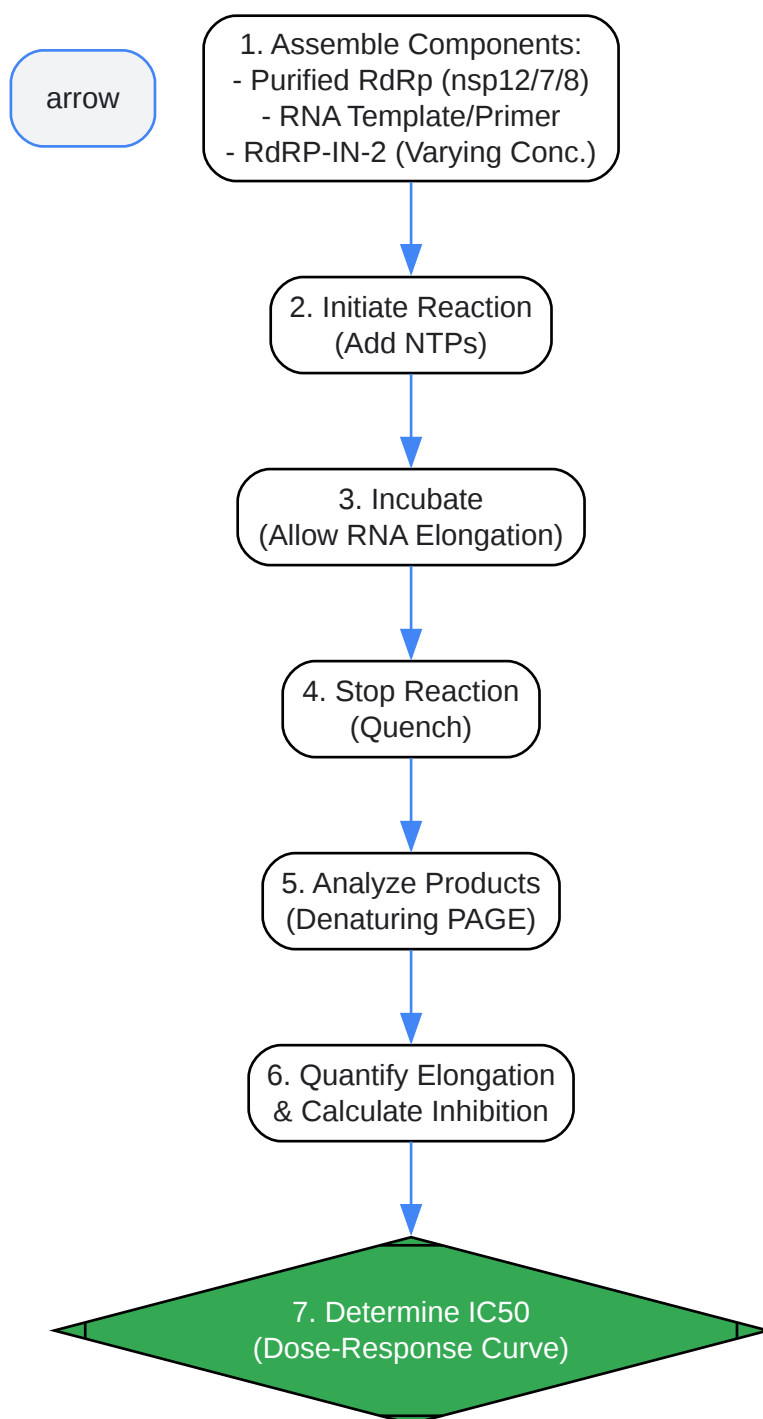 arrow
1. Assemble Components:
- Purified RdRp (nsp12/7/8)
- RNA Template/Primer
- RdRP-IN-2 (Varying Conc.)
2. Initiate Reaction
(Add NTPs)
3. Incubate
(Allow RNA Elongation)
4. Stop Reaction
(Quench)
5. Analyze Products
(Denaturing PAGE)
6. Quantify Elongation
& Calculate Inhibition
7. Determine IC50
(Dose-Response Curve)